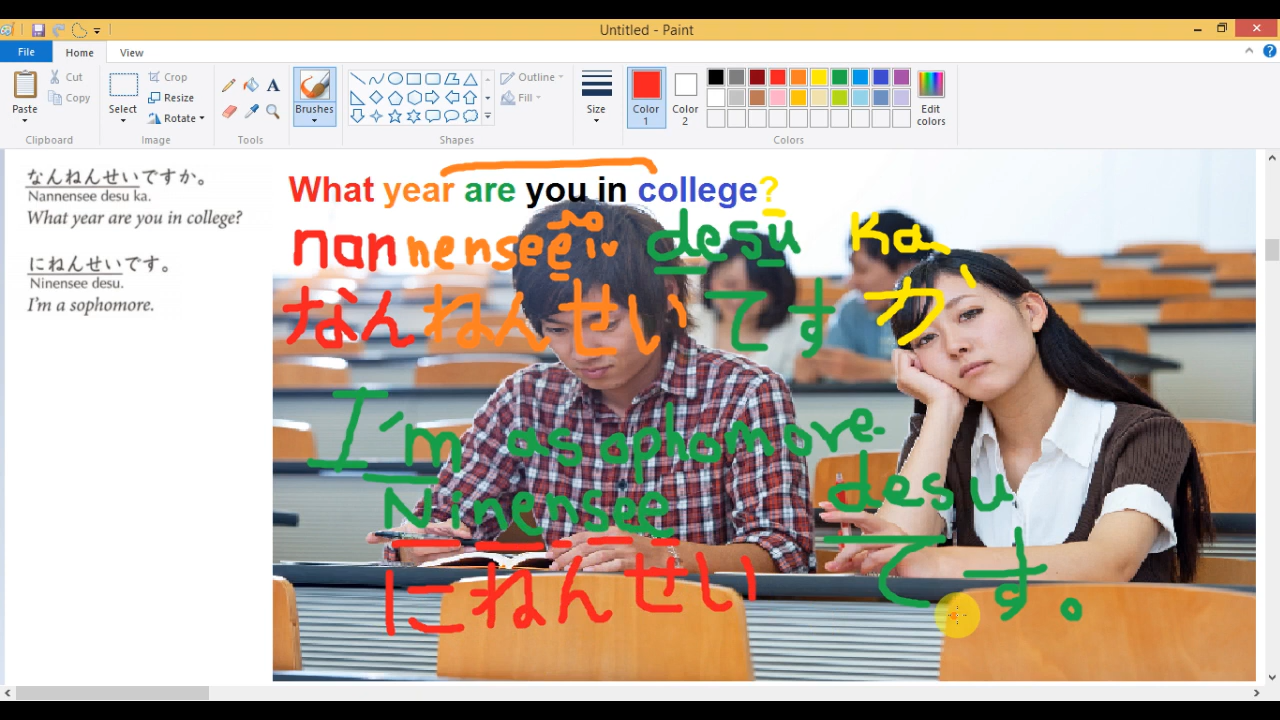 Untitled - Paint
File Home View
Paste Cut Copy Clipboard
Select Crop Resize Rotate Image
Tools
Brushes
Shapes
Outline Fill
Size
Color 1 Color 2
Edit colors
Colors
なんねんせいですか。
Nannensee desu ka.
What year are you in college?
にねんせいです。
Ninensee desu.
I'm a sophomore.
What year are you in college?
nannensee i desu ka
なんねんせい てすか
I'm a sophomore.
Ninensee desu
にねんせい てす。